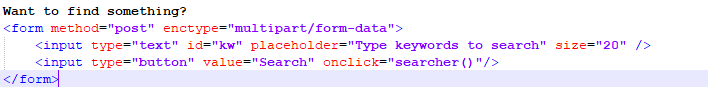 Want to find something?
<form method="post" enctype="multipart/form-data">
    <input type="text" id="kw" placeholder="Type keywords to search" size="20" />
    <input type="button" value="Search" onclick="searcher()"/>
</form>